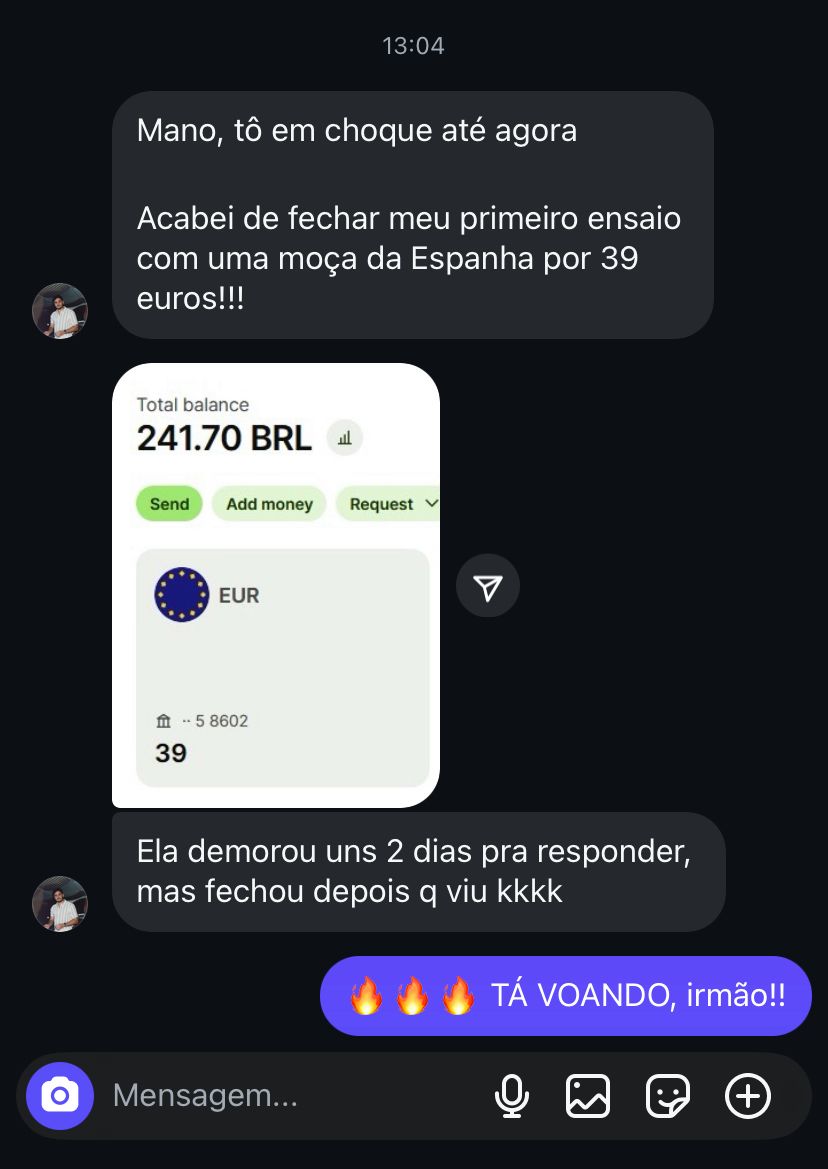 13:04
Mano, tô em choque até agora
Acabei de fechar meu primeiro ensaio
com uma moça da Espanha por 39
euros!!!
Total balance
241.70 BRL
Send Add money Request
EUR
·· 5 8602
39
Ela demorou uns 2 dias pra responder,
mas fechou depois q viu kkkk
🔥🔥🔥 TÁ VOANDO, irmão!!
Mensagem...